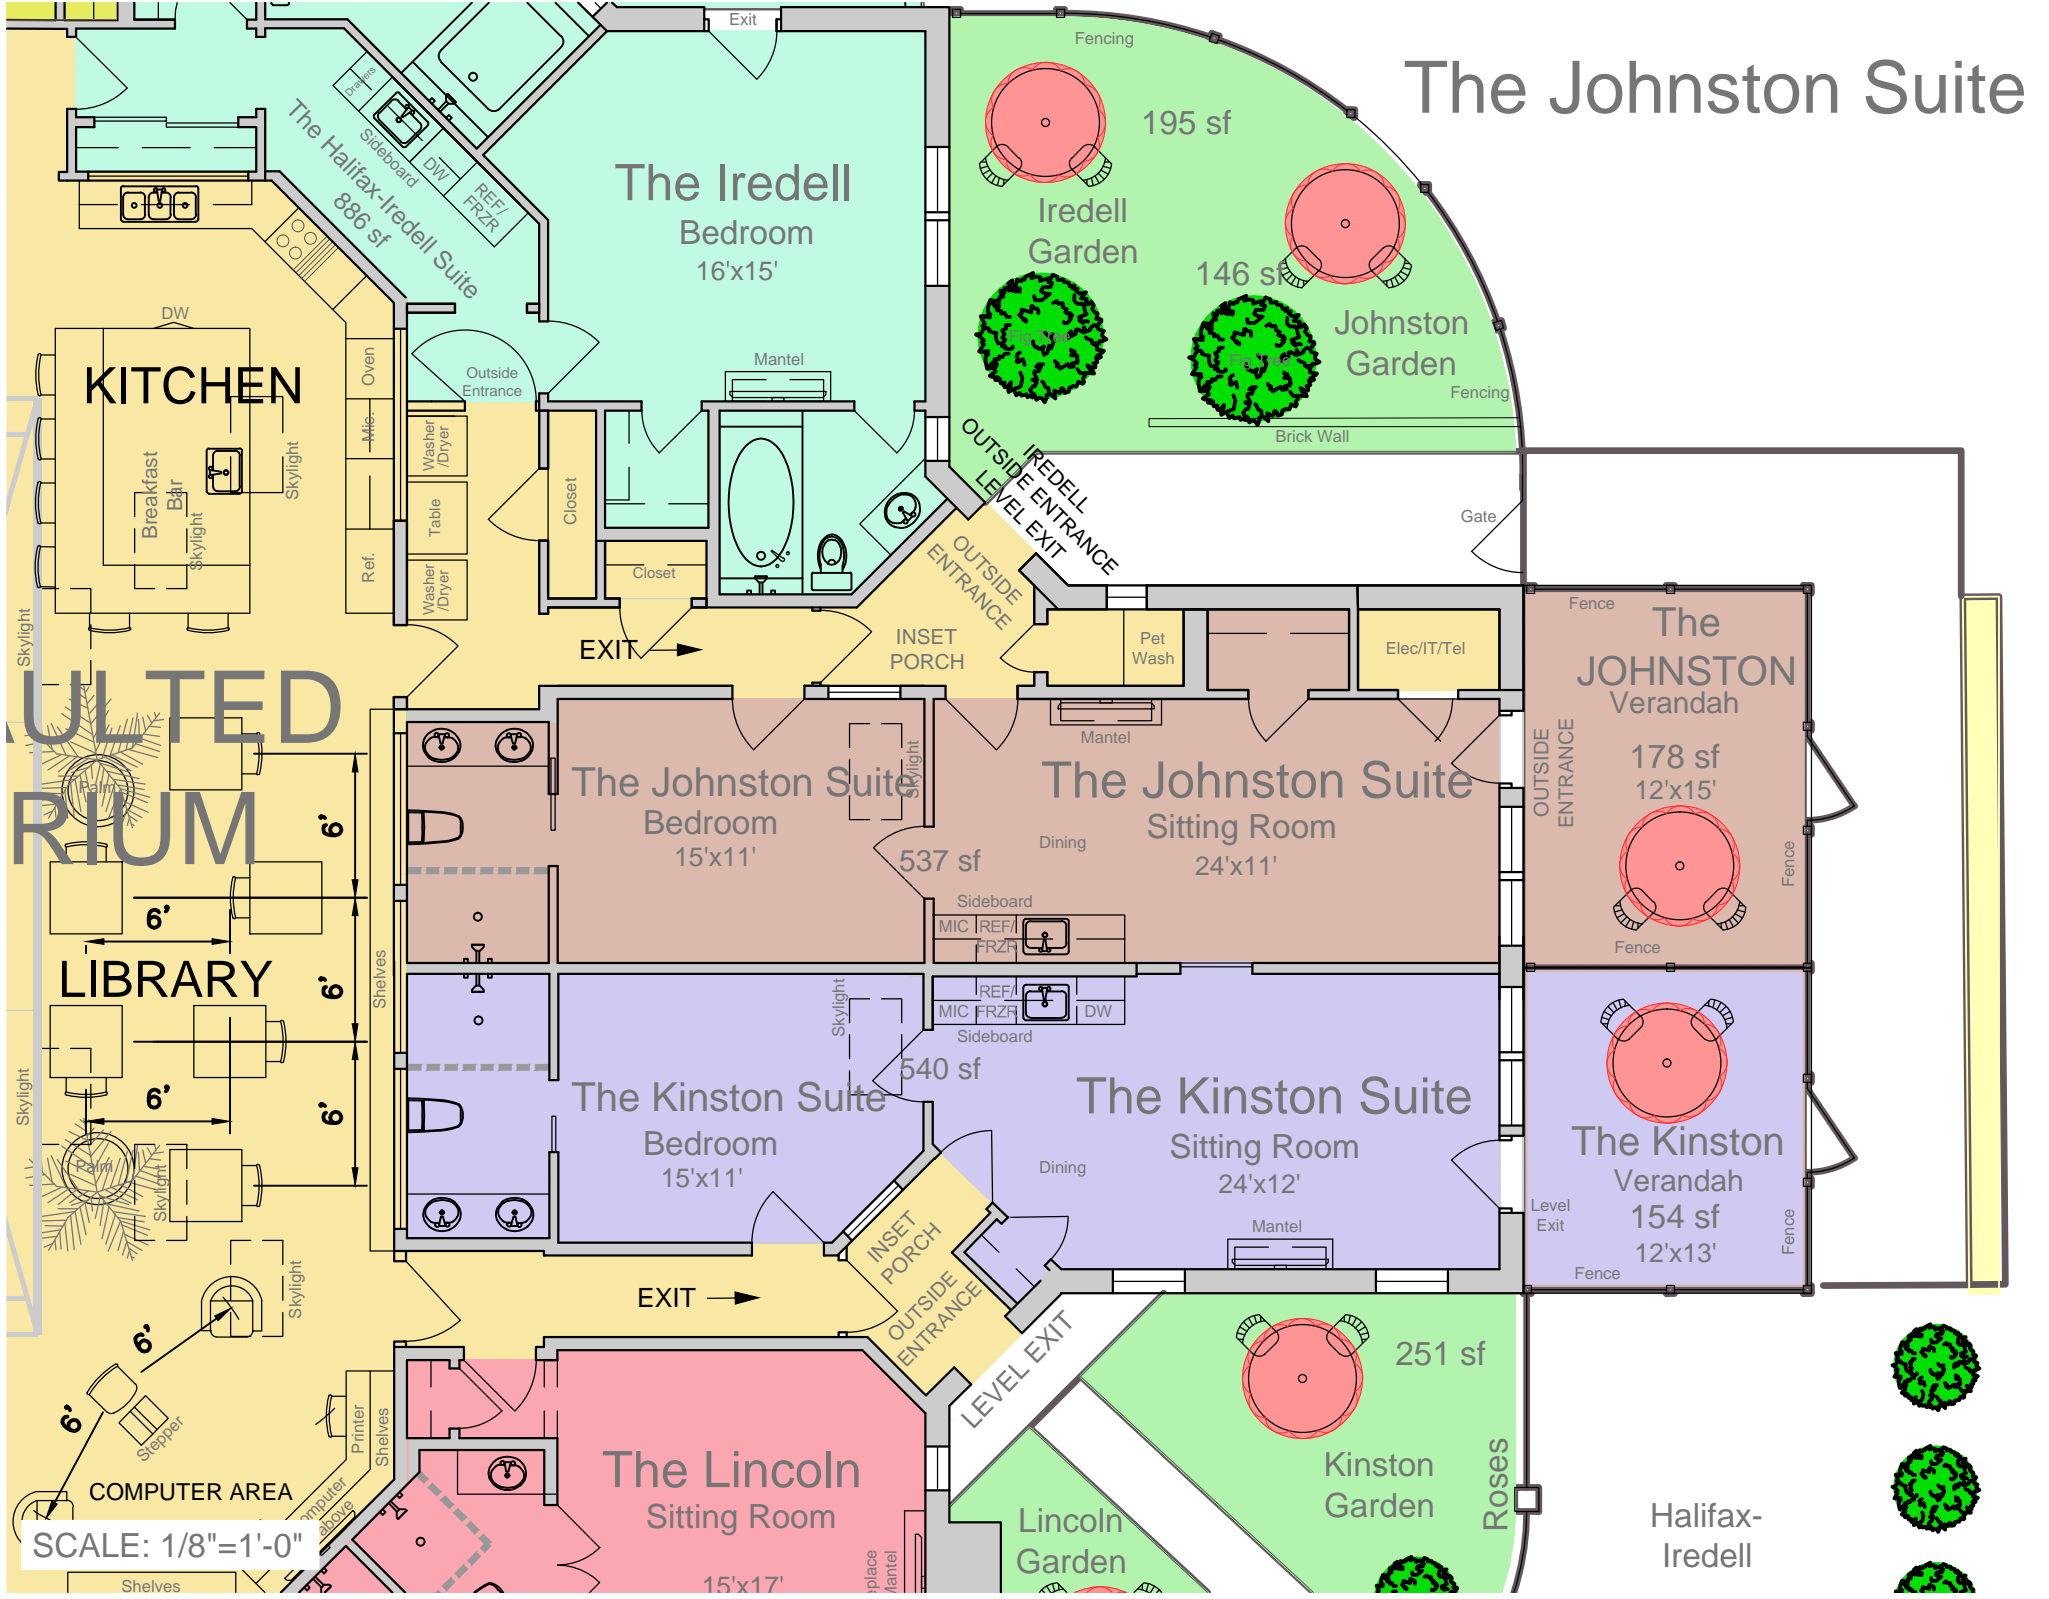 The Johnston Suite
Exit
Fencing
195 sf
Drawers
Sideboard
DW
REF/
FRZR
The Halifax-Iredell Suite
886 sf
The Iredell
Bedroom
16'x15'
Iredell
Garden
146 sf
Johnston
Garden
Fencing
Brick Wall
DW
KITCHEN
Oven
Mic.
Ref.
Breakfast
Bar
Skylight
Skylight
Skylight
Outside
Entrance
Washer
/Dryer
Table
Washer
/Dryer
Closet
Closet
Mantel
IREDELL
OUTSIDE ENTRANCE
LEVEL EXIT
Gate
OUTSIDE
ENTRANCE
INSET
PORCH
EXIT
Pet
Wash
Elec/IT/Tel
Fence
The
JOHNSTON
Verandah
178 sf
12'x15'
OUTSIDE
ENTRANCE
Fence
Fence
AULTED
RIUM
Palm
6'
6'
6'
6'
6'
LIBRARY
Shelves
The Johnston Suite
Bedroom
15'x11'
Skylight
537 sf
Mantel
The Johnston Suite
Sitting Room
24'x11'
Dining
Sideboard
MIC
REF/
FRZR
REF/
MIC
FRZR
DW
Sideboard
Skylight
540 sf
The Kinston Suite
Bedroom
15'x11'
The Kinston Suite
Sitting Room
24'x12'
Dining
Mantel
The Kinston
Verandah
154 sf
12'x13'
Level
Exit
Fence
Fence
Skylight
Palm
Skylight
Skylight
INSET
PORCH
OUTSIDE
ENTRANCE
EXIT
LEVEL EXIT
6'
6'
Stepper
Printer
Shelves
COMPUTER AREA
omputer
above
SCALE: 1/8"=1'-0"
Shelves
The Lincoln
Sitting Room
15'x17'
eplace
Mantel
251 sf
Kinston
Garden
Lincoln
Garden
Roses
Halifax-
Iredell